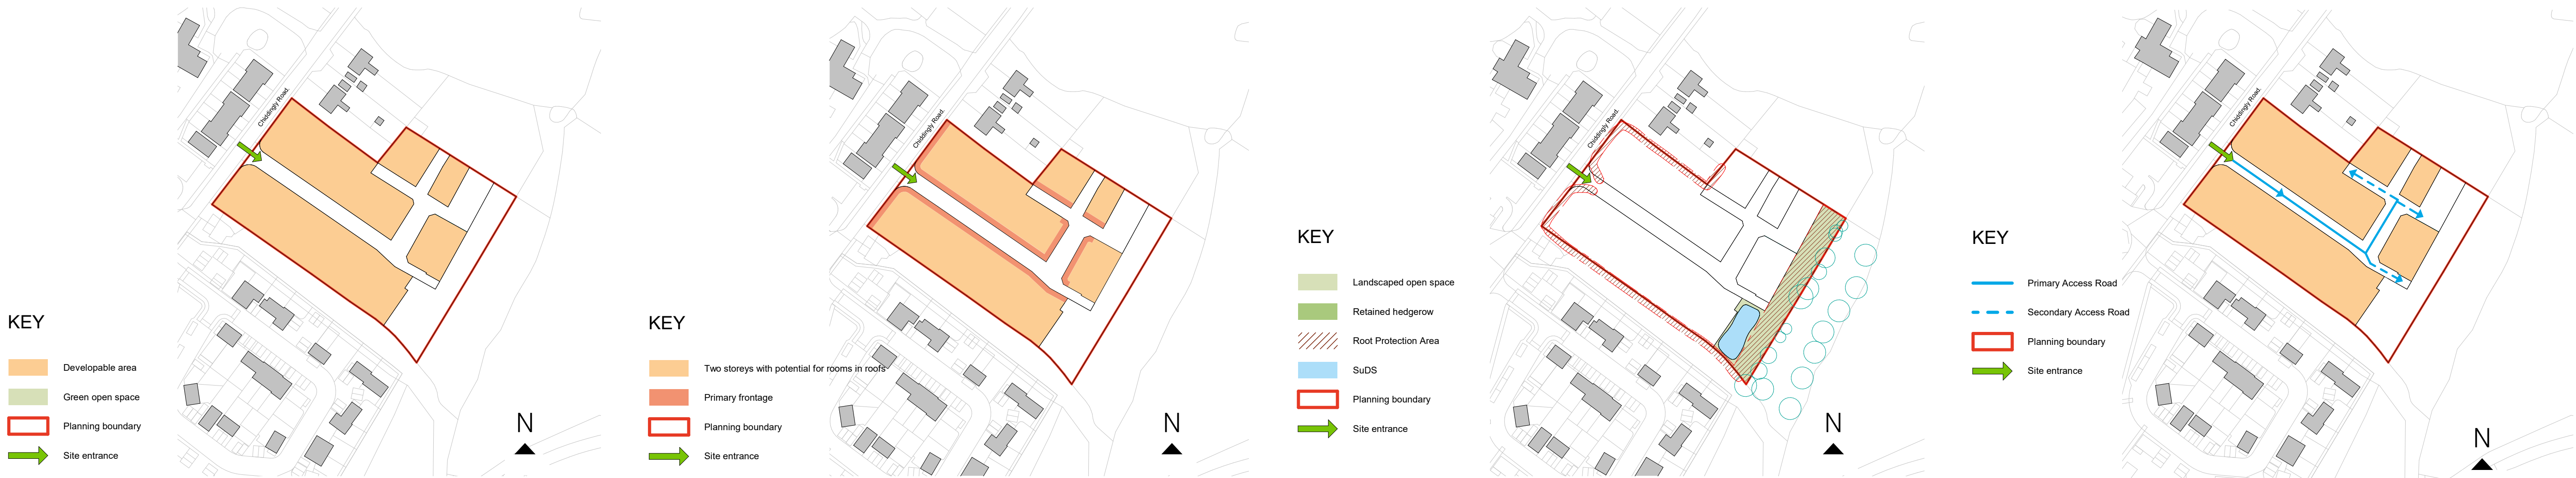 Chiddingly Road.
KEY
Developable area
Green open space
Planning boundary
Site entrance
N
Chiddingly Road.
KEY
Two storeys with potential for rooms in roofs
Primary frontage
Planning boundary
Site entrance
N
Chiddingly Road.
KEY
Landscaped open space
Retained hedgerow
Root Protection Area
SuDS
Planning boundary
Site entrance
N
Chiddingly Road.
KEY
Primary Access Road
Secondary Access Road
Planning boundary
Site entrance
N